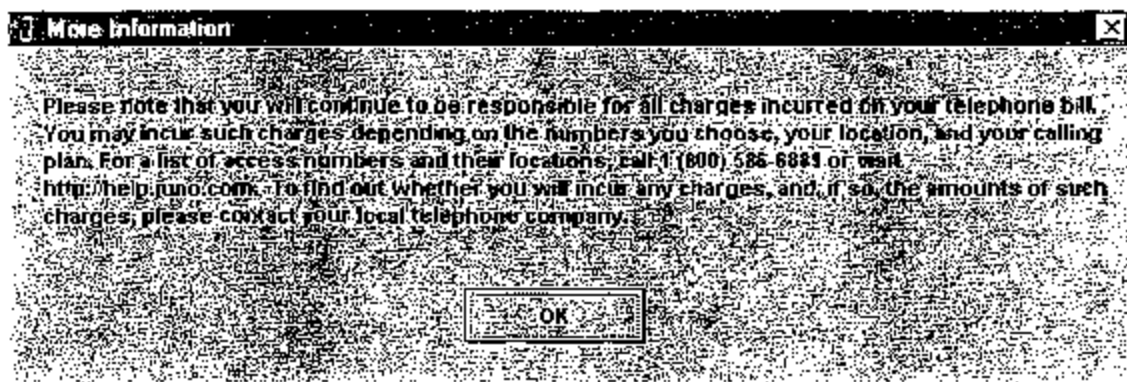 More Information
Please note that you will continue to be responsible for all charges incurred on your telephone bill.
You may incur such charges depending on the numbers you choose, your location, and your calling
plan. For a list of access numbers and their locations, call 1 (800)
or visit
http://help.juno.com. To find out whether you will incur any charges, and, if so, the amounts of such
charges, please contact your local telephone company.
OK